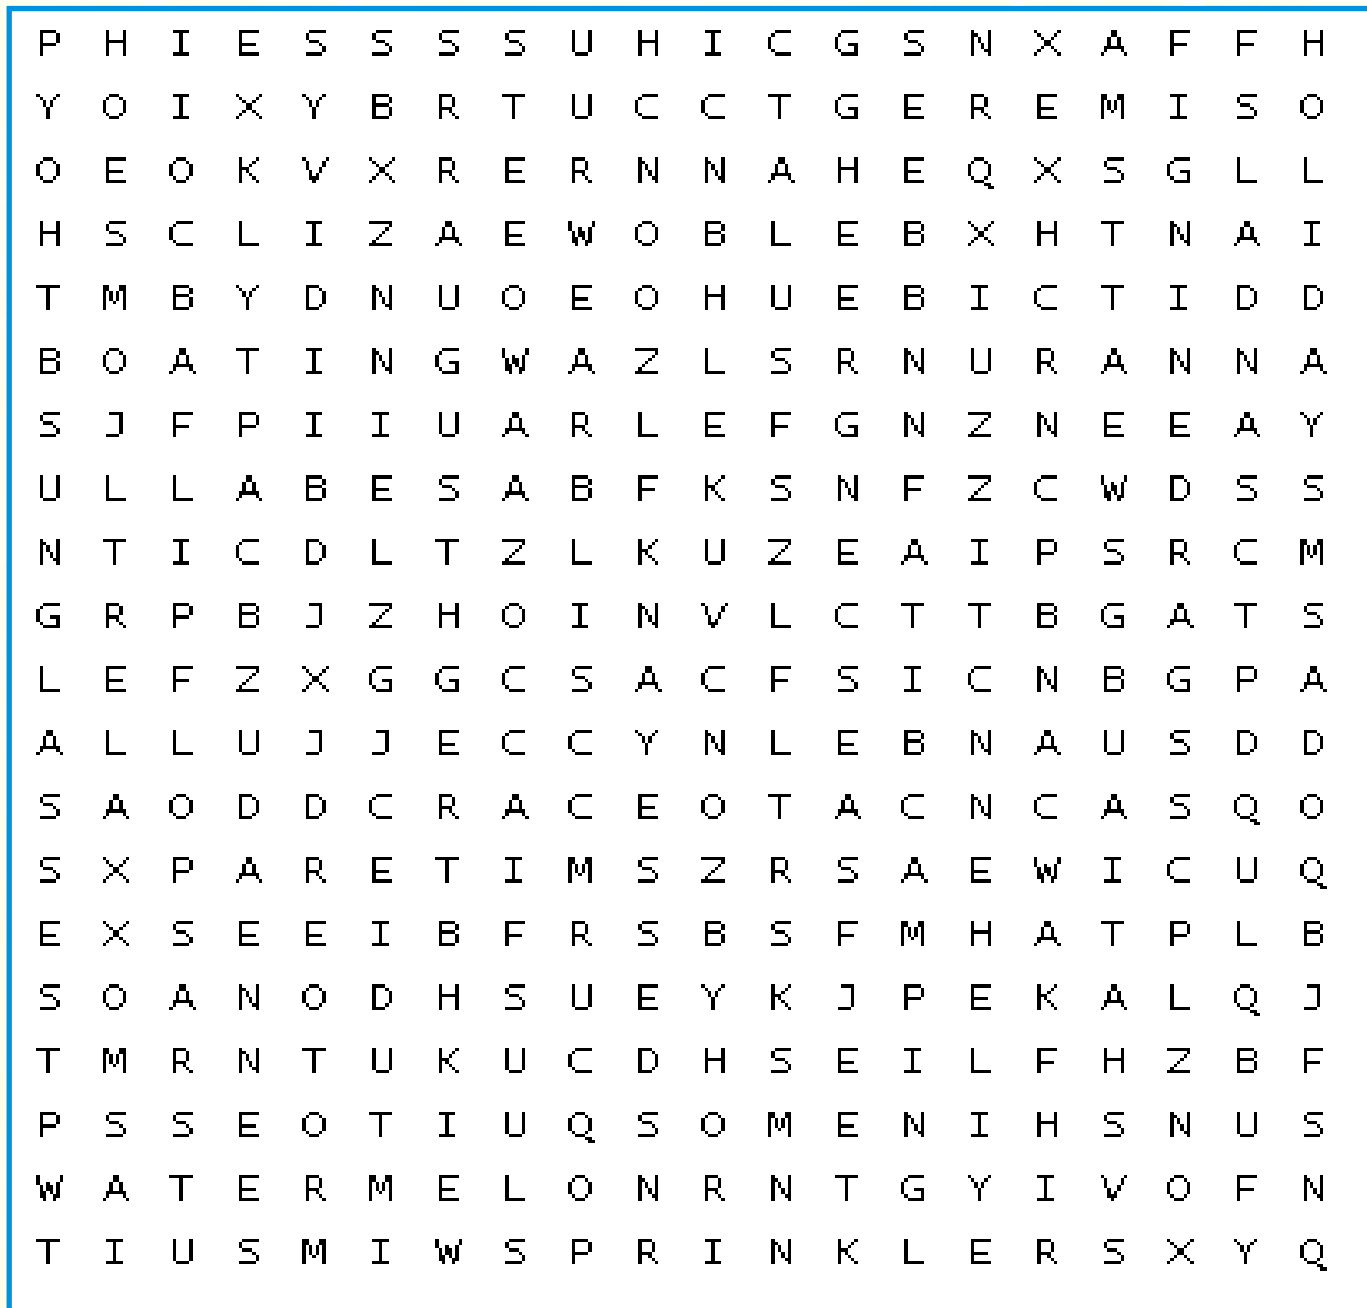 P H I E S S S S U H I C G S N X A F F H
Y O I X Y B R T U C C T G E R E M I S O
O E O K V X R E R N N A H E Q X S G L L
H S C L I Z A E W O B L E B X H T N A I
T M B Y D N U O E O H U E B I C T I D D
B O A T I N G W A Z L S R N U R A N N A
S J F P I I U A R L E F G N Z N E E A Y
U L L A B E S A B F K S N F Z C W D S S
N T I C D L T Z L K U Z E A I P S R C M
G R P B J Z H O I N V L C T T B G A T S
L E F Z X G G C S A C F S I C N B G P A
A L L U J J E C C Y N L E B N A U S D D
S A O D D C R A C E O T A C N C A S Q O
S X P A R E T I M S Z R S A E W I C U Q
E X S E E I B F R S B S F M H A T P L B
S O A N O D H S U E Y K J P E K A L Q J
T M R N T U K U C D H S E I L F H Z B F
P S S E O T I U Q S O M E N I H S N U S
W A T E R M E L O N R N T G Y I V O F N
T I U S M I W S P R I N K L E R S X Y Q